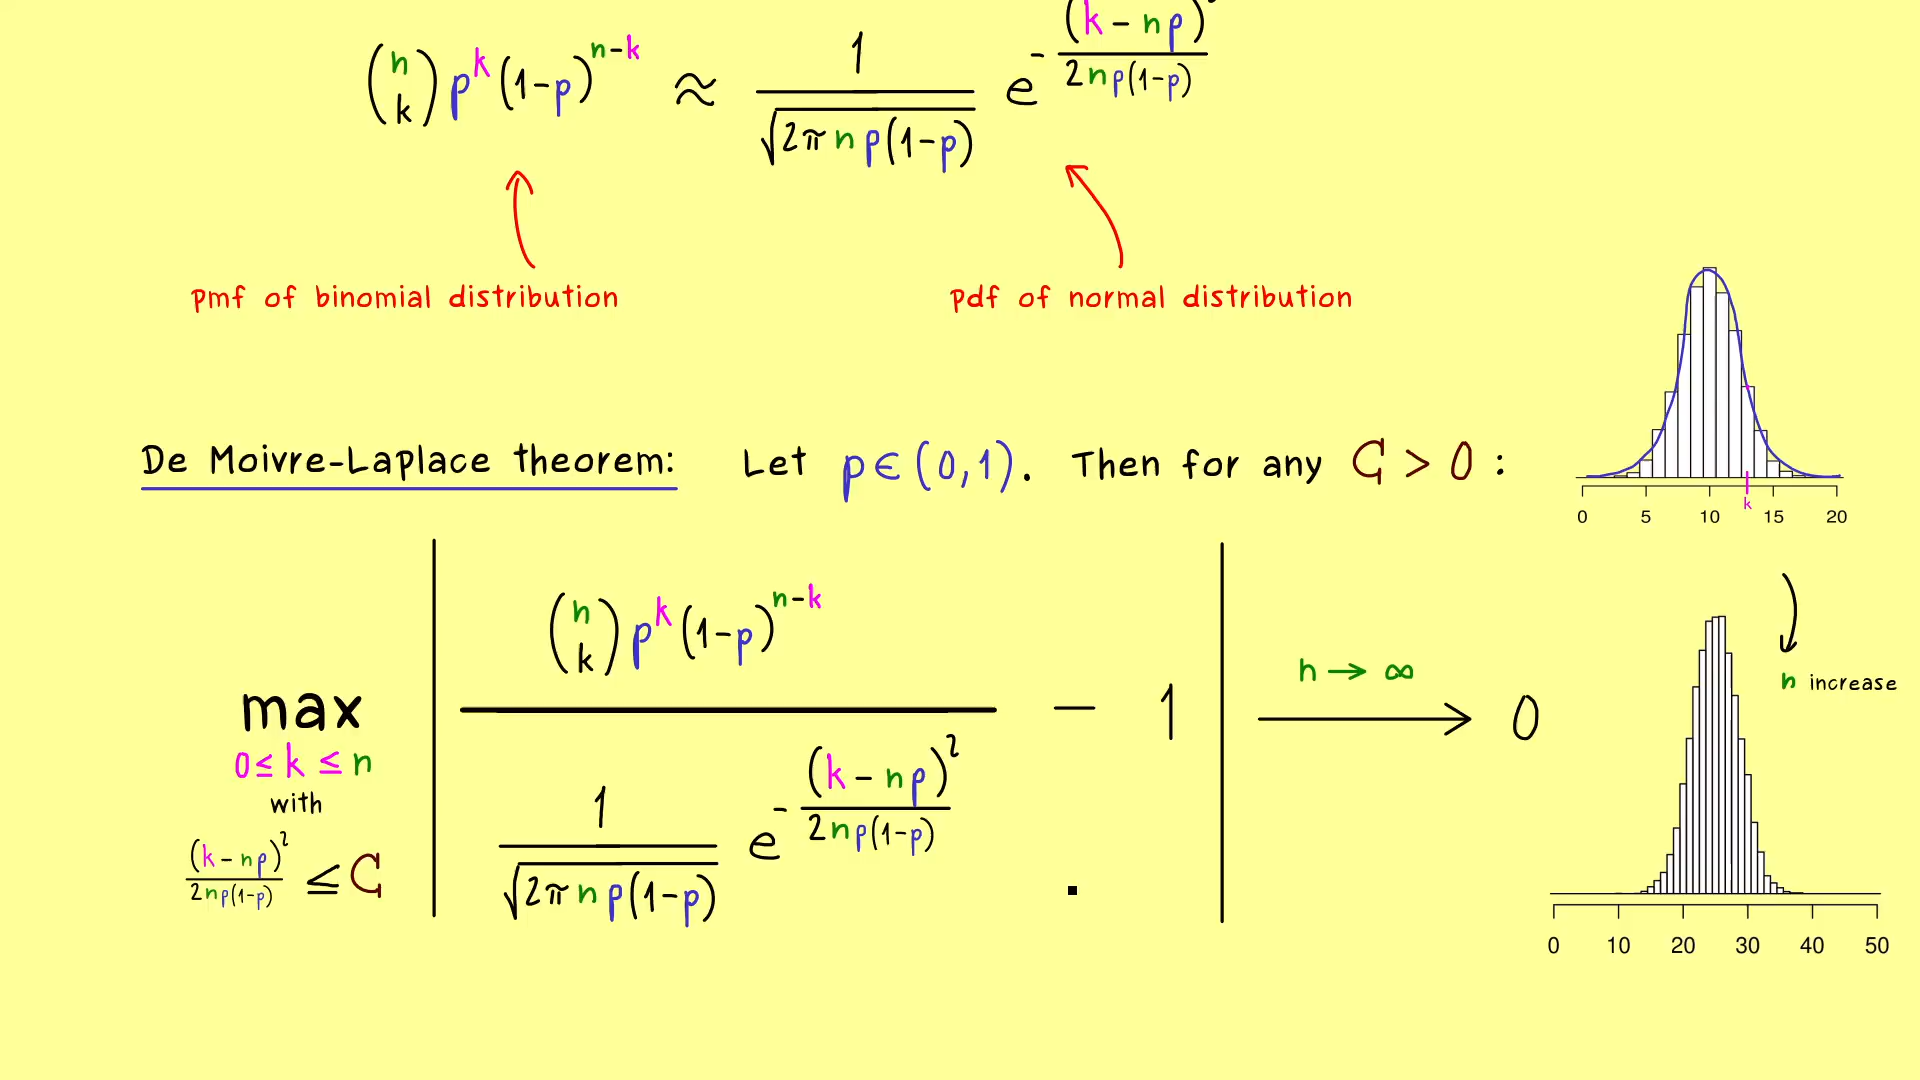 (n k) p^k (1-p)^(n-k) ≈ 1/√(2π n p(1-p)) e^(-(k - np)²/(2np(1-p)))
pmf of binomial distribution
pdf of normal distribution
De Moivre-Laplace theorem: Let p ∈ (0,1). Then for any C > 0 :
0 5 10 k 15 20
max 0 ≤ k ≤ n with (k - np)²/(2np(1-p)) ≤ C | (n k) p^k (1-p)^(n-k) / (1/√(2π n p(1-p)) e^(-(k - np)²/(2np(1-p)))) - 1 | n → ∞ ⟶ 0
n increase
0 10 20 30 40 50